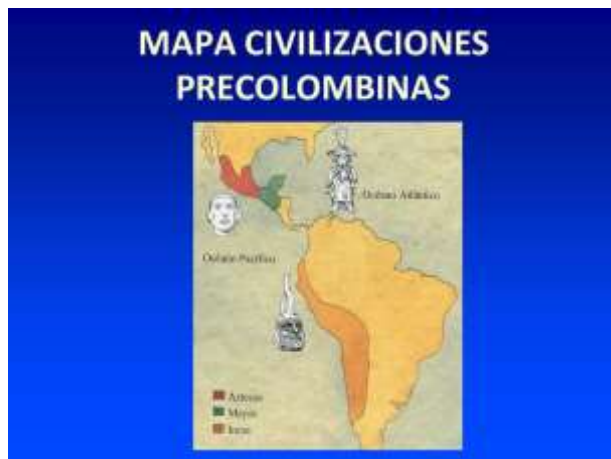 MAPA CIVILIZACIONES
PRECOLOMBINAS
Océano Atlántico
Océano Pacífico
Aztecas
Mayas
Incas